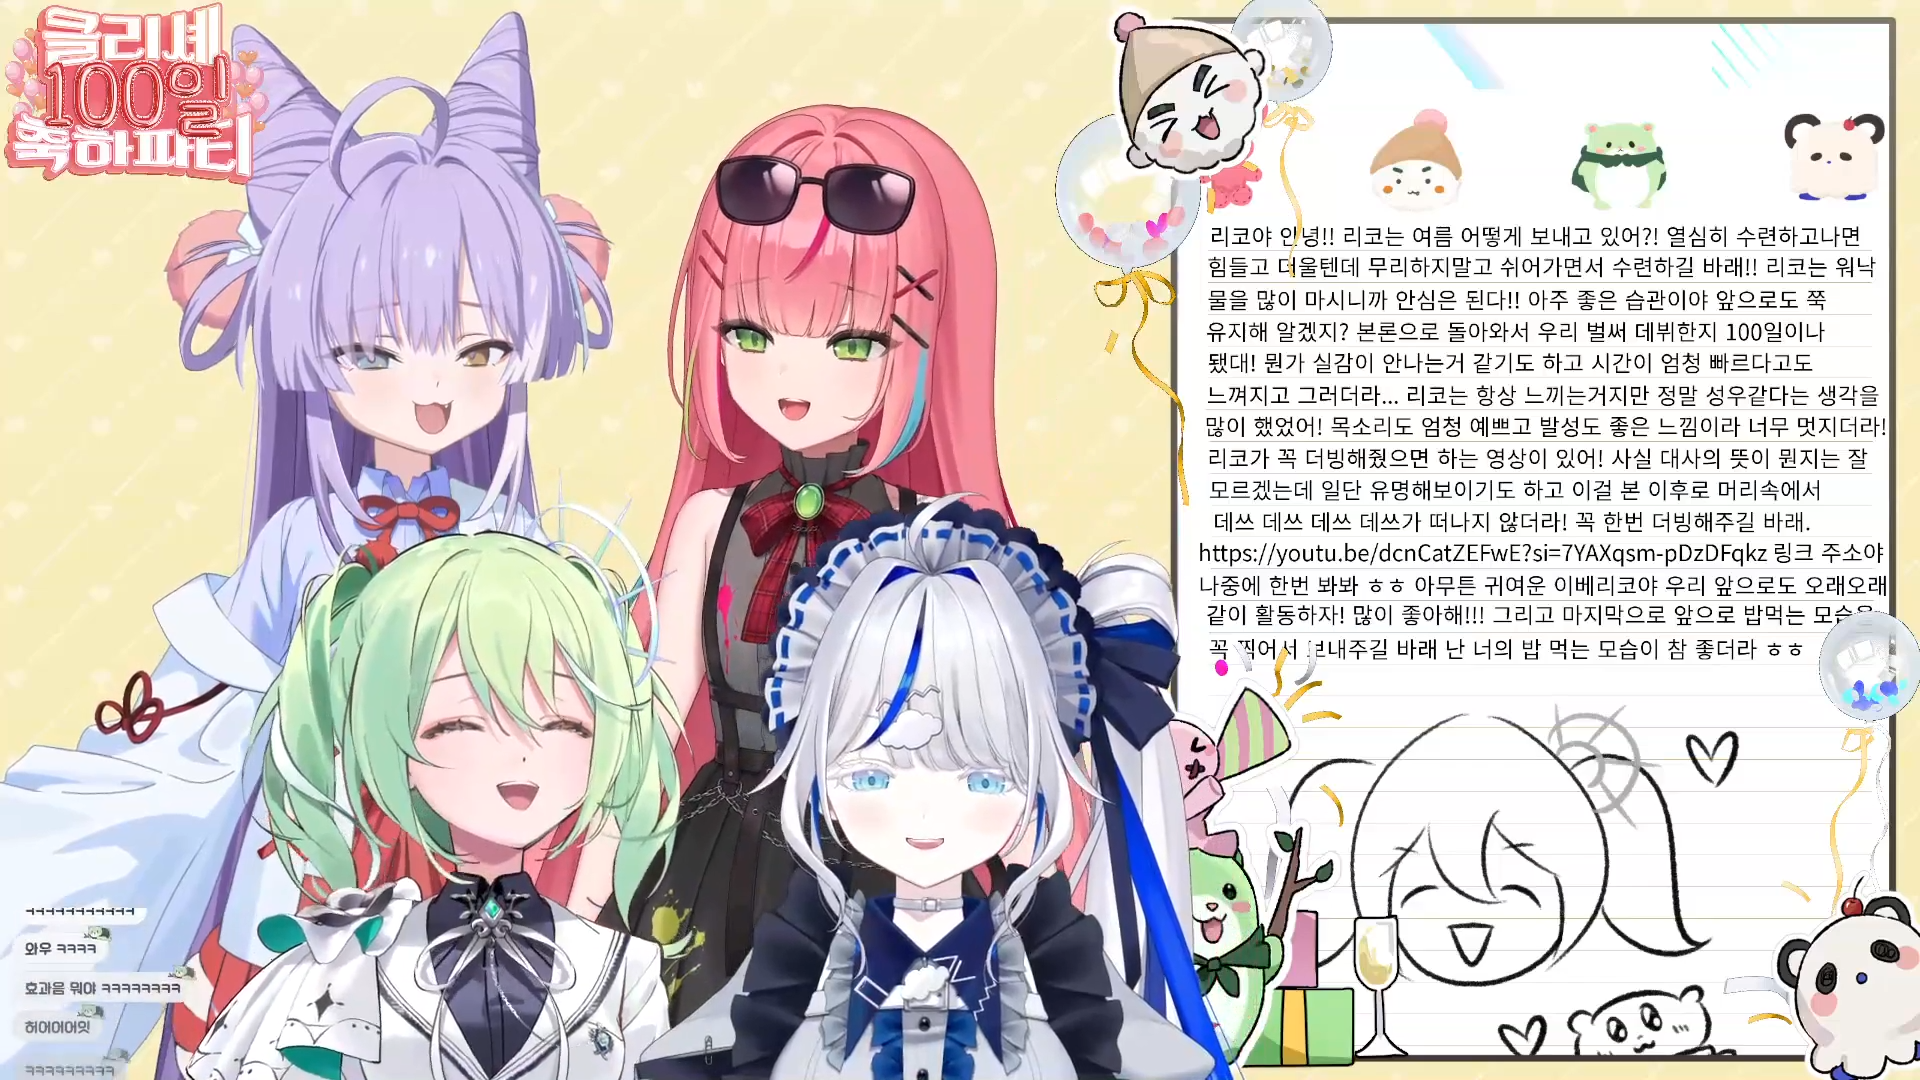 클리셰
100일
축하파티
리코야 안녕!! 리코는 여름 어떻게 보내고 있어?! 열심히 수련하고나면
힘들고 더울텐데 무리하지말고 쉬어가면서 수련하길 바래!! 리코는 워낙
물을 많이 마시니까 안심은 된다!! 아주 좋은 습관이야 앞으로도 쭉
유지해 알겠지? 본론으로 돌아와서 우리 벌써 데뷔한지 100일이나
됐대! 뭔가 실감이 안나는거 같기도 하고 시간이 엄청 빠르다고도
느껴지고 그러더라... 리코는 항상 느끼는거지만 정말 성우같다는 생각을
많이 했었어! 목소리도 엄청 예쁘고 발성도 좋은 느낌이라 너무 멋지더라!
리코가 꼭 더빙해줬으면 하는 영상이 있어! 사실 대사의 뜻이 뭔지는 잘
모르겠는데 일단 유명해보이기도 하고 이걸 본 이후로 머리속에서
데쓰 데쓰 데쓰 데쓰가 떠나지 않더라! 꼭 한번 더빙해주길 바래.
https://youtu.be/dcnCatZEFwE?si=7YAXqsm-pDzDFqkz 링크 주소야
나중에 한번 봐봐 ㅎㅎ 아무튼 귀여운 이베리코야 우리 앞으로도 오래오래
같이 활동하자! 많이 좋아해!!! 그리고 마지막으로 앞으로 밥먹는 모습을
꼭 찍어서 보내주길 바래 난 너의 밥 먹는 모습이 참 좋더라 ㅎㅎ
와우 ㅋㅋㅋㅋ
효과음 뭐야 ㅋㅋㅋㅋㅋㅋㅋㅋ
허이이어잇
ㅋㅋㅋㅋㅋㅋㅋㅋㅋ